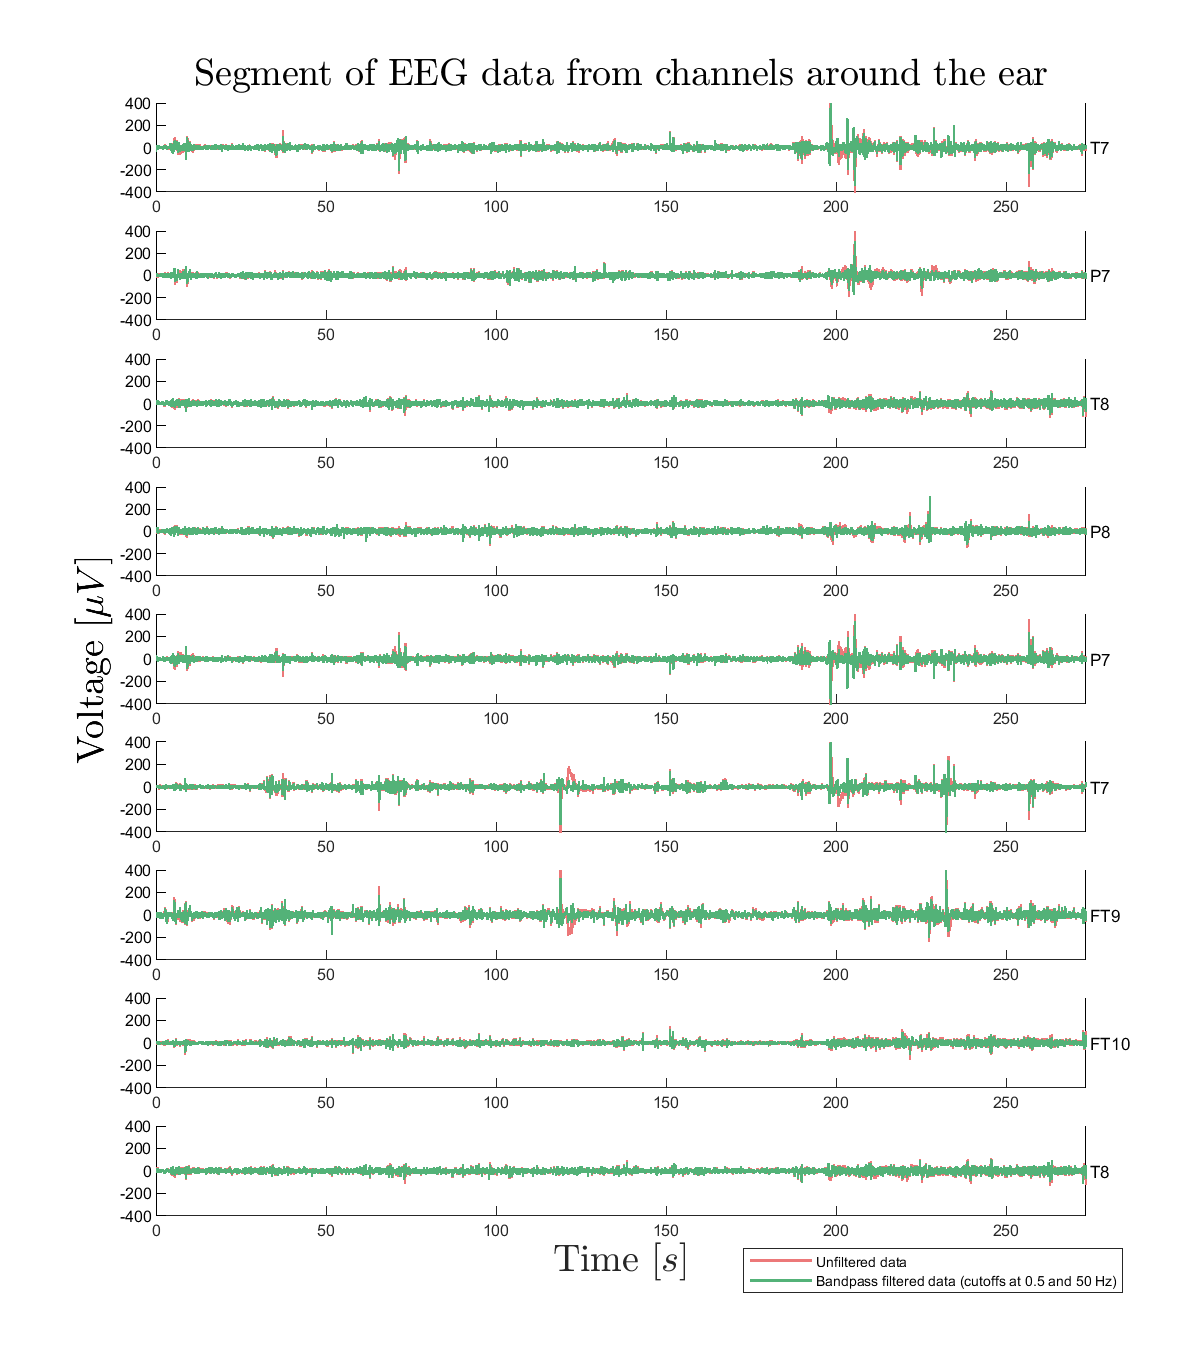 Segment of EEG data from channels around the ear
400
200
0
-200
-400
0 50 100 150 200 250
T7
400
200
0
-200
-400
0 50 100 150 200 250
P7
400
200
0
-200
-400
0 50 100 150 200 250
T8
400
200
0
-200
-400
0 50 100 150 200 250
P8
400
200
0
-200
-400
0 50 100 150 200 250
P7
400
200
0
-200
-400
0 50 100 150 200 250
T7
400
200
0
-200
-400
0 50 100 150 200 250
FT9
400
200
0
-200
-400
0 50 100 150 200 250
FT10
400
200
0
-200
-400
0 50 100 150 200 250
T8
Voltage [μV]
Time [s]
Unfiltered data
Bandpass filtered data (cutoffs at 0.5 and 50 Hz)